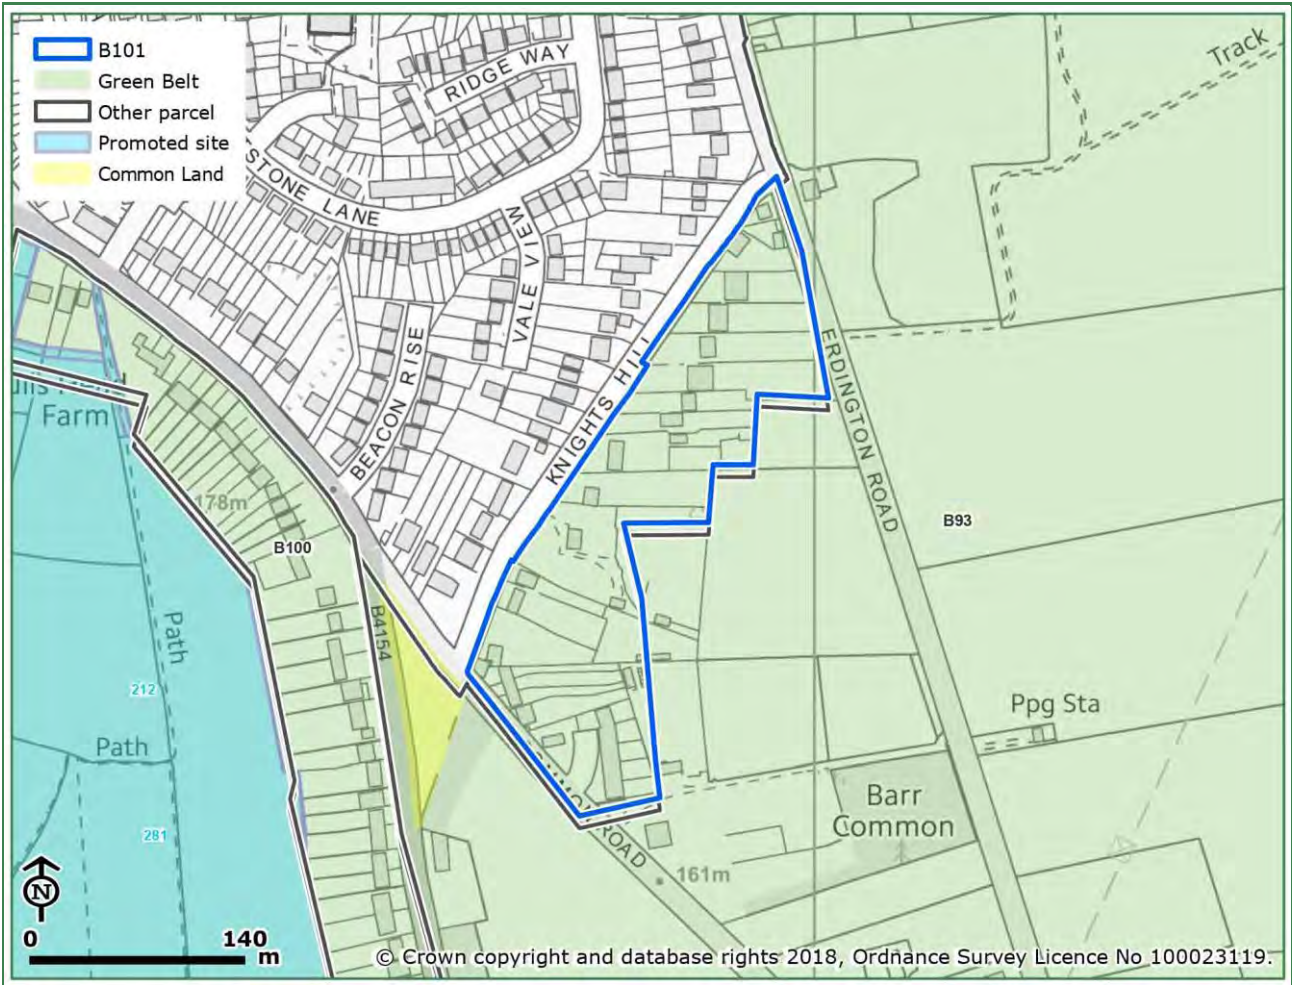 B101
Green Belt
Other parcel
Promoted site
Common Land
RIDGE WAY
Track
STONE LANE
VALE VIEW
BEACON RISE
KNIGHTS HILL
ERDINGTON ROAD
Farm
178m
B100
B93
B4154
Path
212
Path
281
Ppg Sta
Barr
Common
ROAD
161m
N
0 140
m
© Crown copyright and database rights 2018, Ordnance Survey Licence No 100023119.